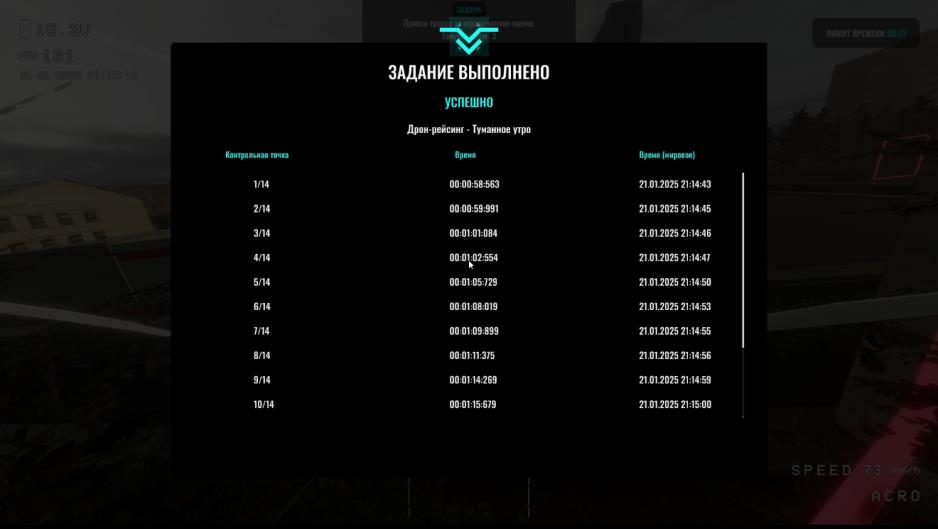 ЗАДАЧА
Пройти трассу за ограниченное время.
16.3V
FPS 161
ЛИМИТ ВРЕМЕНИ 00:31
ЗАДАНИЕ ВЫПОЛНЕНО
УСПЕШНО
Дрон-рейсинг - Туманное утро
Контрольная точка Время Время (мировое)
1/14 00:00:58:563 21.01.2025 21:14:43
2/14 00:00:59:991 21.01.2025 21:14:45
3/14 00:01:01:084 21.01.2025 21:14:46
4/14 00:01:02:554 21.01.2025 21:14:47
5/14 00:01:05:729 21.01.2025 21:14:50
6/14 00:01:08:019 21.01.2025 21:14:53
7/14 00:01:09:899 21.01.2025 21:14:55
8/14 00:01:11:375 21.01.2025 21:14:56
9/14 00:01:14:269 21.01.2025 21:14:59
10/14 00:01:15:679 21.01.2025 21:15:00
SPEED 73 km/h
ACRO